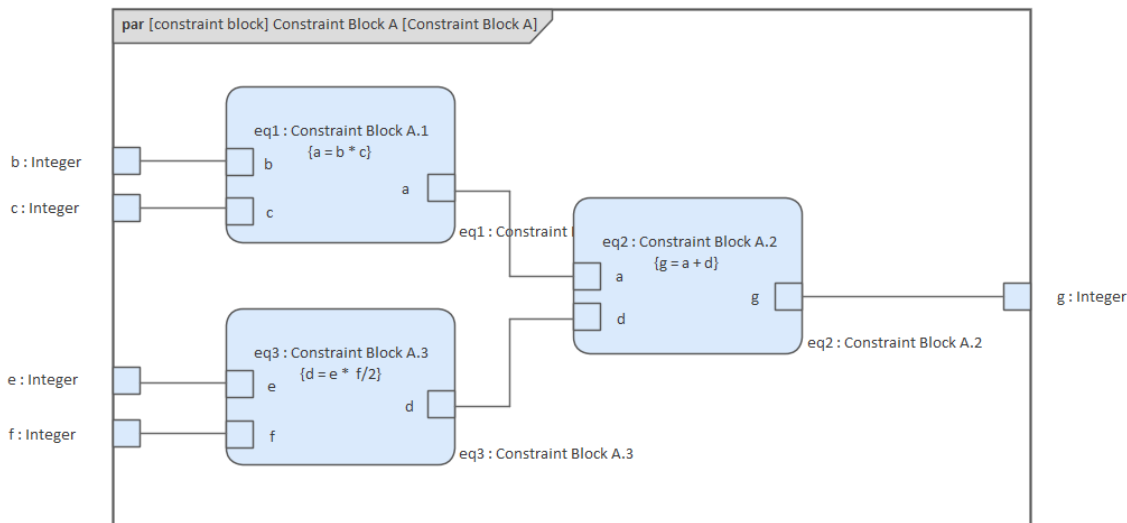 par [constraint block] Constraint Block A [Constraint Block A]
eq1 : Constraint Block A.1
{a = b * c}
b : Integer
b
a
c : Integer
c
eq1 : Constraint
eq2 : Constraint Block A.2
{g = a + d}
a
g
g : Integer
d
eq2 : Constraint Block A.2
eq3 : Constraint Block A.3
{d = e * f/2}
e : Integer
e
d
f : Integer
f
eq3 : Constraint Block A.3